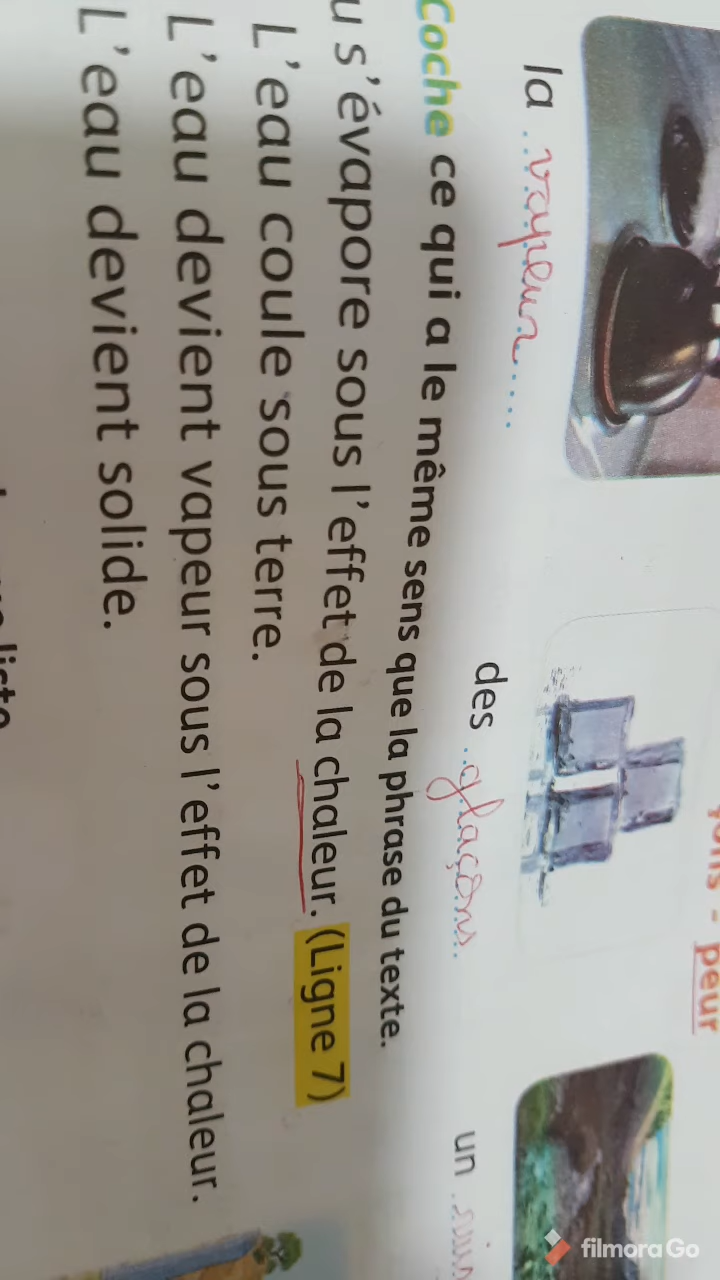 peur
la vapeur
des glaçons
un
Coche ce qui a le même sens que la phrase du texte.
s'évapore sous l'effet de la chaleur. (Ligne 7)
L'eau coule sous terre.
L'eau devient vapeur sous l'effet de la chaleur.
L'eau devient solide.
filmoraGo